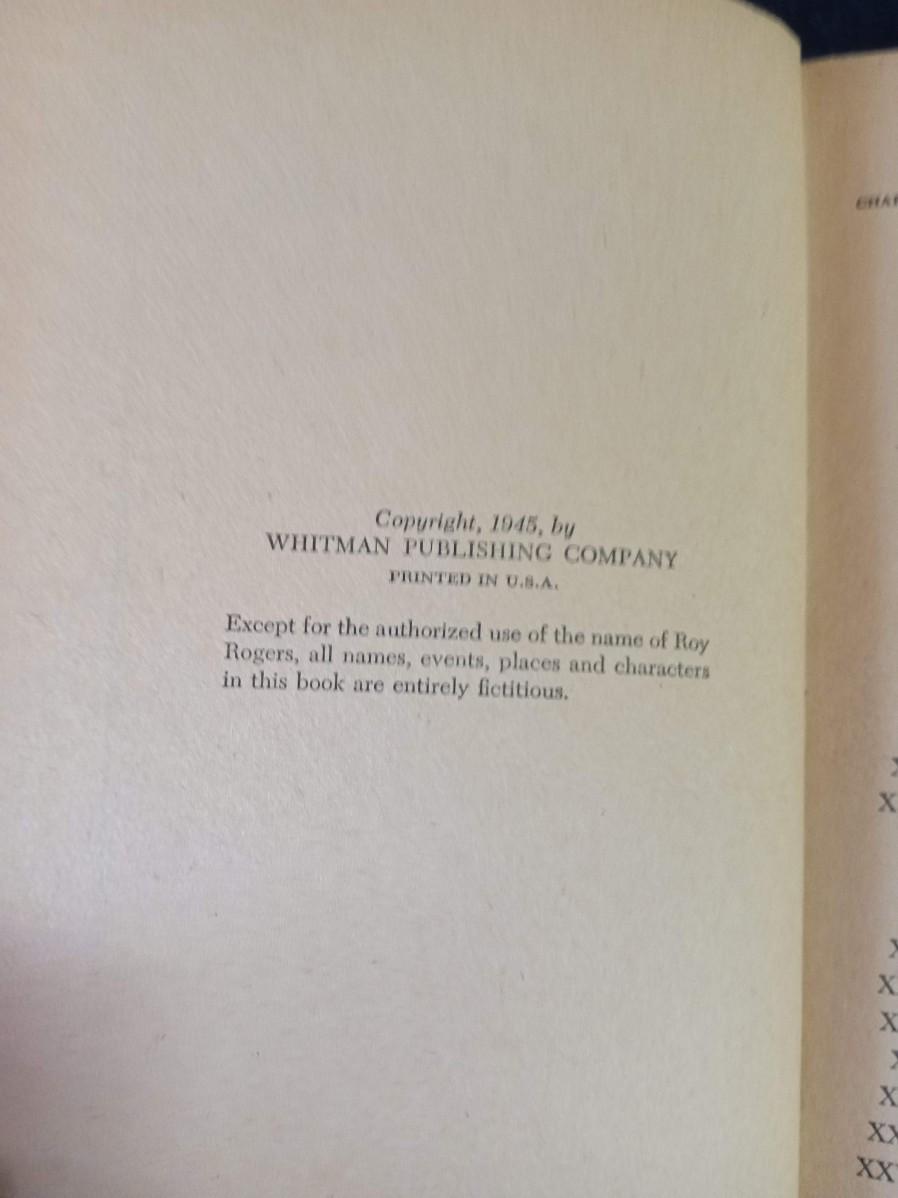 Copyright, 1945, by
WHITMAN PUBLISHING COMPANY
PRINTED IN U.S.A.
Except for the authorized use of the name of Roy
Rogers, all names, events, places and characters
in this book are entirely fictitious.